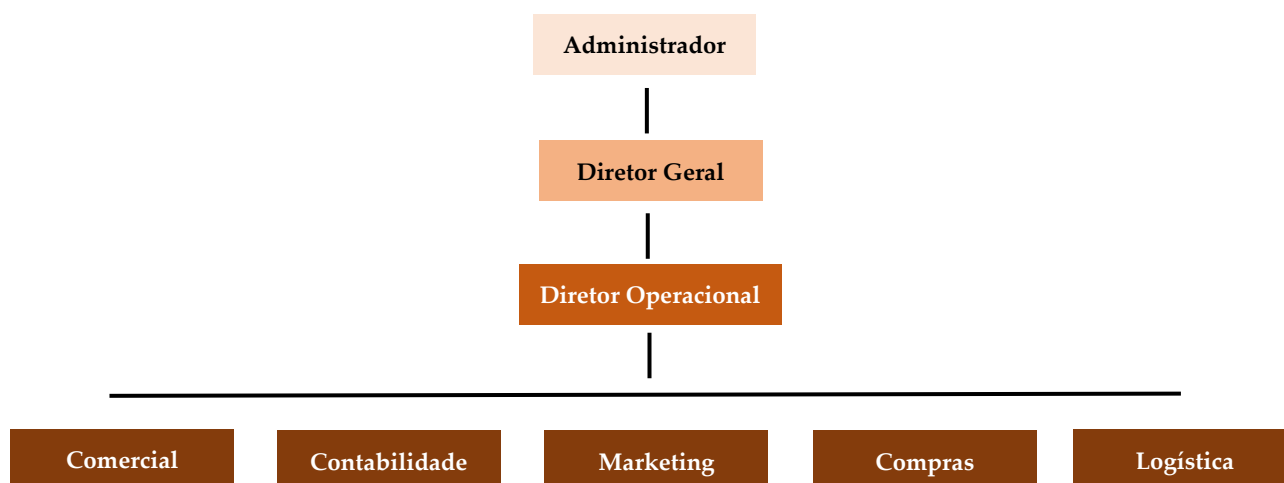 Administrador
Diretor Geral
Diretor Operacional
Comercial
Contabilidade
Marketing
Compras
Logística